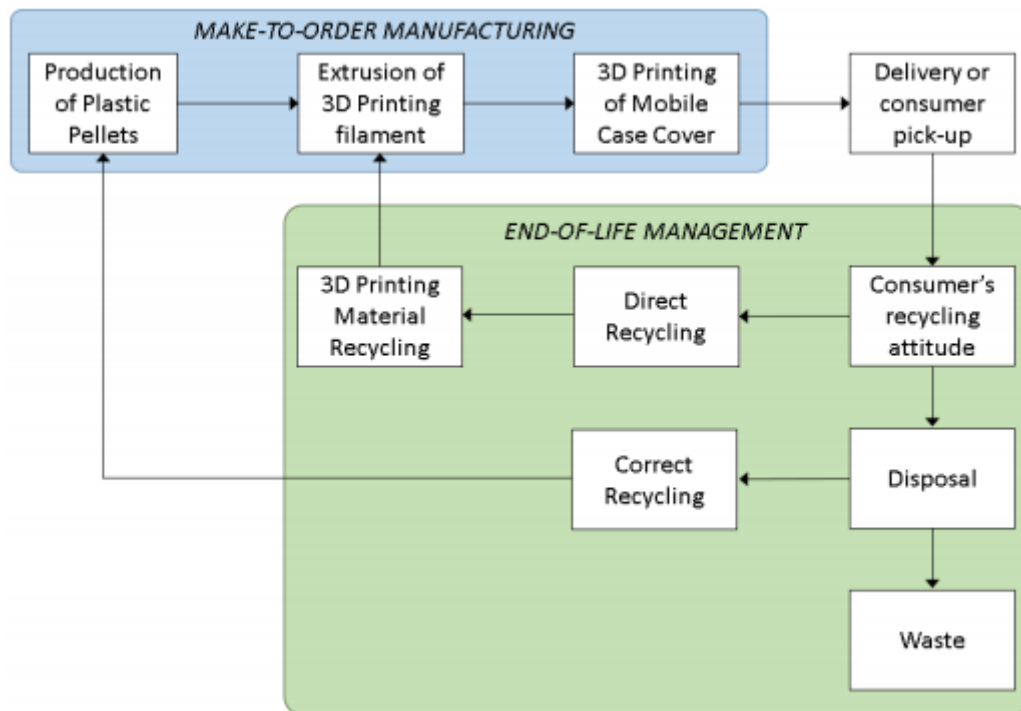 MAKE-TO-ORDER MANUFACTURING
Production
of Plastic
Pellets
Extrusion of
3D Printing
filament
3D Printing
of Mobile
Case Cover
Delivery or
consumer
pick-up
END-OF-LIFE MANAGEMENT
3D Printing
Material
Recycling
Direct
Recycling
Consumer's
recycling
attitude
Correct
Recycling
Disposal
Waste